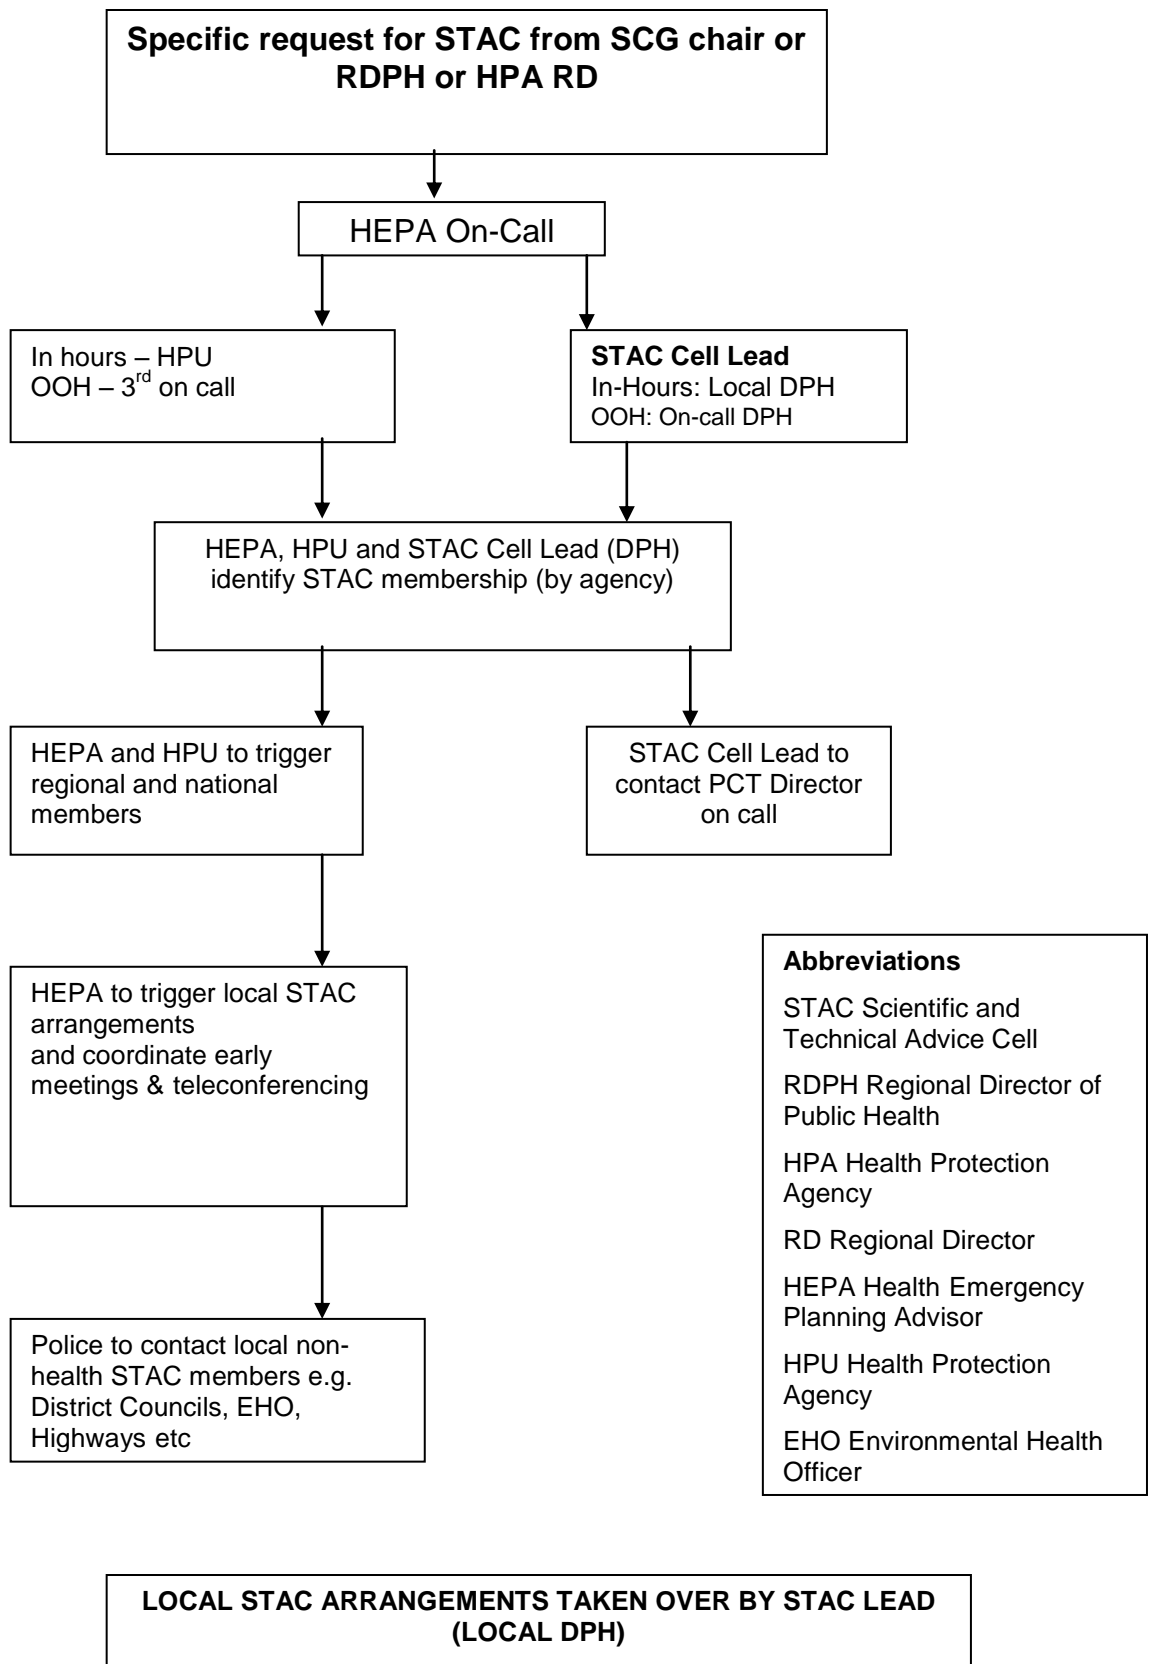 Specific request for STAC from SCG chair or
RDPH or HPA RD
HEPA On-Call
In hours – HPU
OOH – 3rd on call
STAC Cell Lead
In-Hours: Local DPH
OOH: On-call DPH
HEPA, HPU and STAC Cell Lead (DPH)
identify STAC membership (by agency)
HEPA and HPU to trigger
regional and national
members
STAC Cell Lead to
contact PCT Director
on call
HEPA to trigger local STAC
arrangements
and coordinate early
meetings & teleconferencing
Police to contact local non-
health STAC members e.g.
District Councils, EHO,
Highways etc
Abbreviations
STAC Scientific and
Technical Advice Cell
RDPH Regional Director of
Public Health
HPA Health Protection
Agency
RD Regional Director
HEPA Health Emergency
Planning Advisor
HPU Health Protection
Agency
EHO Environmental Health
Officer
LOCAL STAC ARRANGEMENTS TAKEN OVER BY STAC LEAD
(LOCAL DPH)